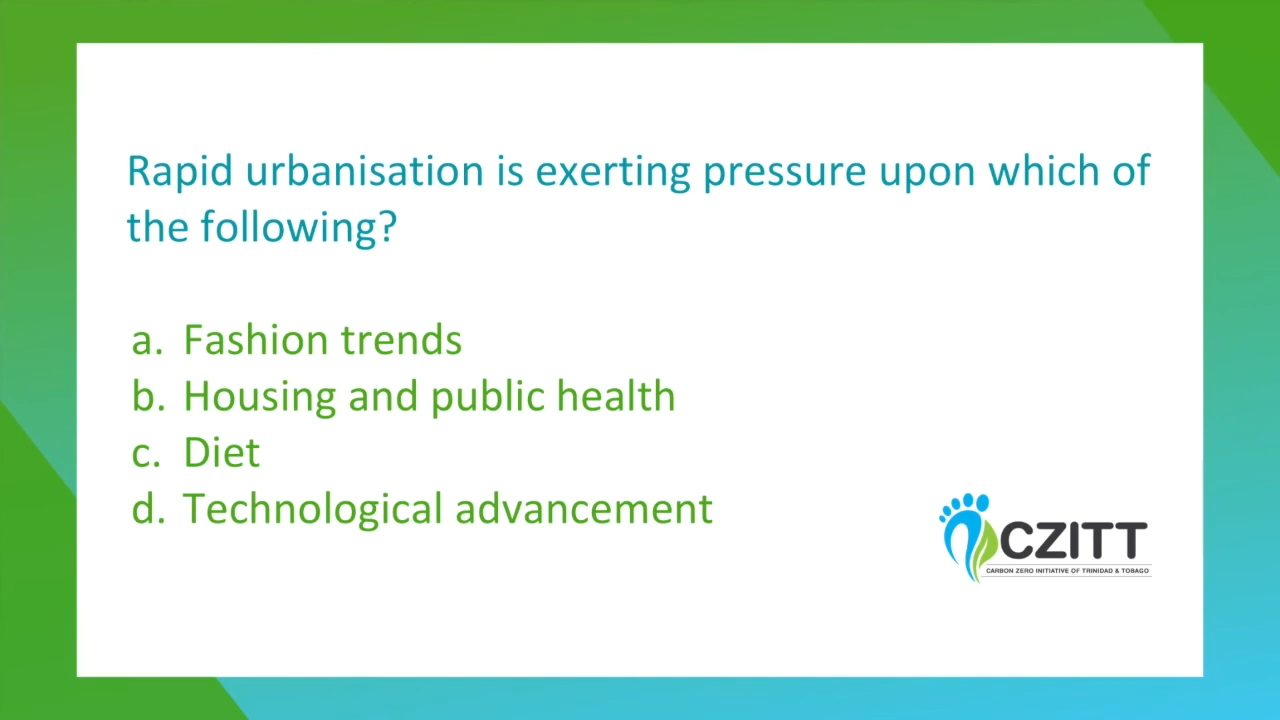 Rapid urbanisation is exerting pressure upon which of
the following?
a. Fashion trends
b. Housing and public health
c. Diet
d. Technological advancement
CZITT
CARBON ZERO INITIATIVE OF TRINIDAD & TOBAGO